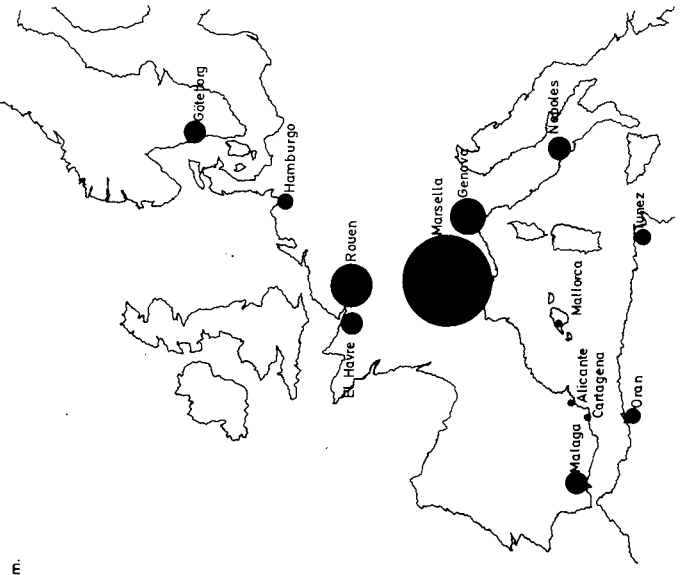 Göteborg
Hamburgo
Rouen
El Havre
Marsella
Genova
Napoles
Mallorca
Tunez
Alicante
Cartagena
Malaga
Oran